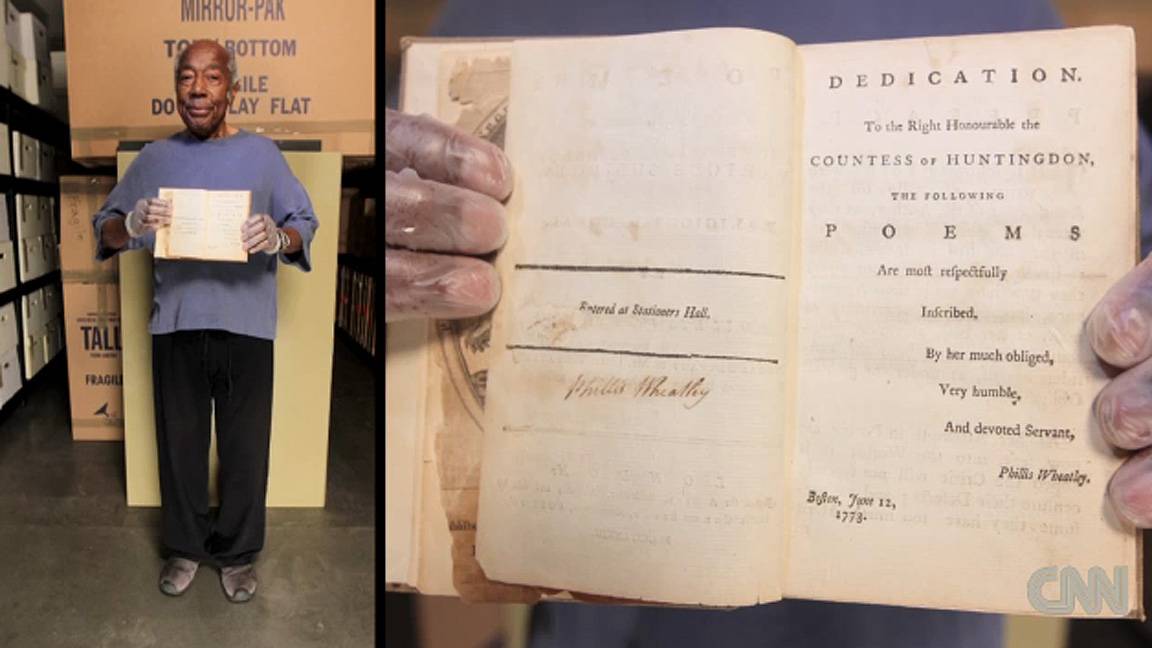 MIRROR-PAK
BOTTOM
DO LAY FLAT
TALL
FRAGILE
Entered at Stationers Hall.
Phillis Wheatley
DEDICATION.
To the Right Honourable the
COUNTESS OF HUNTINGDON,
THE FOLLOWING
POEMS
Are moſt reſpectfully
Inſcribed,
By her much obliged,
Very humble,
And devoted Servant,
Phillis Wheatley.
Boſton, June 12,
1773.
CNN